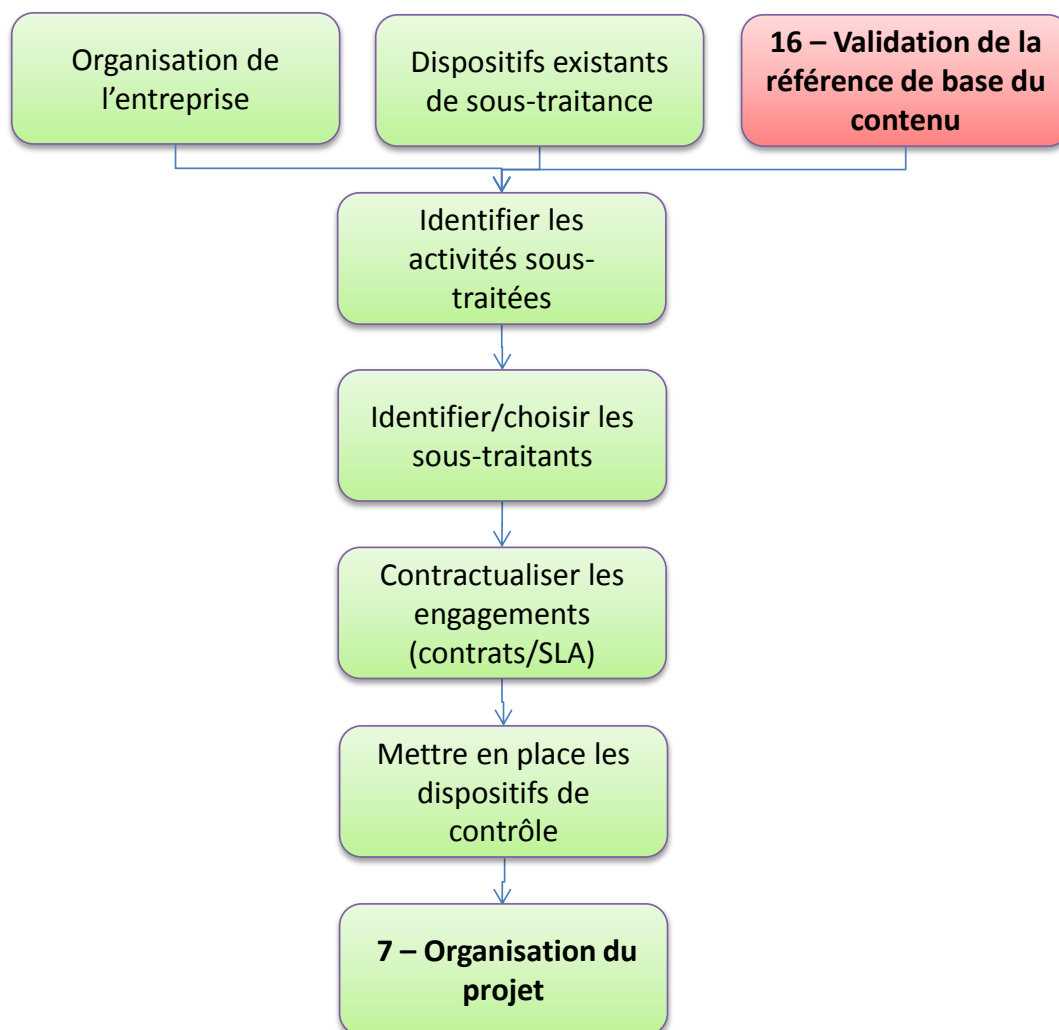 Organisation de
l’entreprise
Dispositifs existants
de sous-traitance
16 – Validation de la
référence de base du
contenu
Identifier les
activités sous-
traitées
Identifier/choisir les
sous-traitants
Contractualiser les
engagements
(contrats/SLA)
Mettre en place les
dispositifs de
contrôle
7 – Organisation du
projet